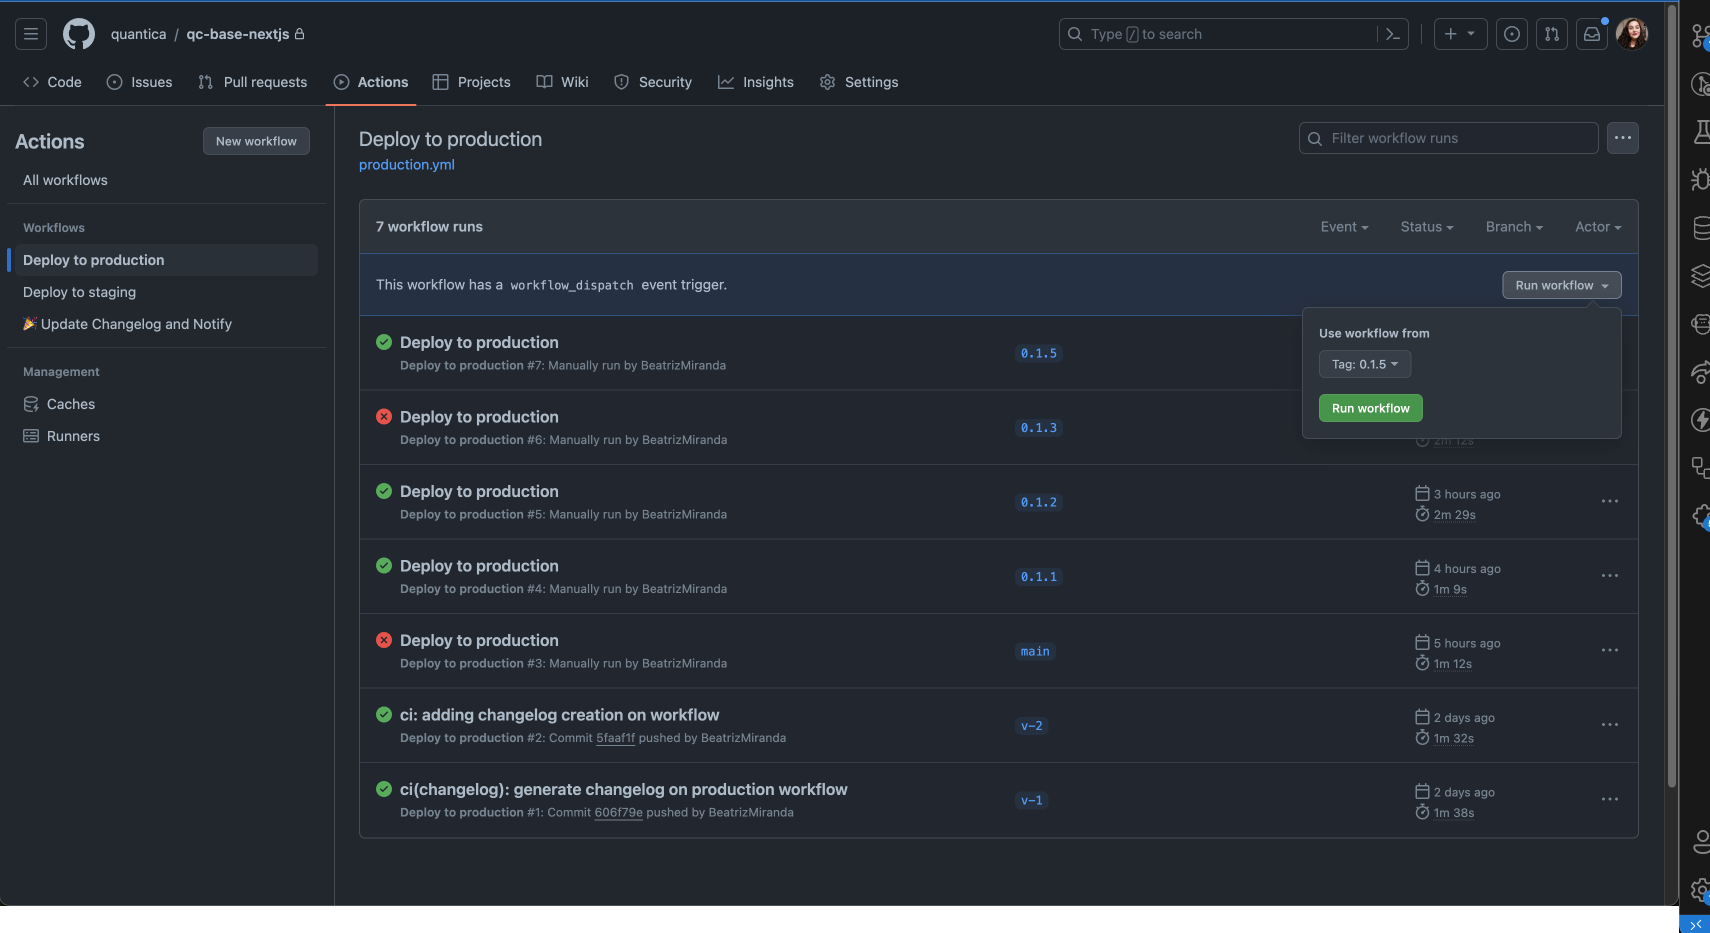 quantica / qc-base-nextjs
Type / to search
Code
Issues
Pull requests
Actions
Projects
Wiki
Security
Insights
Settings
Actions
New workflow
All workflows
Workflows
Deploy to production
Deploy to staging
Update Changelog and Notify
Management
Caches
Runners
Deploy to production
production.yml
Filter workflow runs
7 workflow runs
Event
Status
Branch
Actor
This workflow has a workflow_dispatch event trigger.
Run workflow
Use workflow from
Tag: 0.1.5
Run workflow
Deploy to production
Deploy to production #7: Manually run by BeatrizMiranda
0.1.5
Deploy to production
Deploy to production #6: Manually run by BeatrizMiranda
0.1.3
2m 12s
Deploy to production
Deploy to production #5: Manually run by BeatrizMiranda
0.1.2
3 hours ago
2m 29s
Deploy to production
Deploy to production #4: Manually run by BeatrizMiranda
0.1.1
4 hours ago
1m 9s
Deploy to production
Deploy to production #3: Manually run by BeatrizMiranda
main
5 hours ago
1m 12s
ci: adding changelog creation on workflow
Deploy to production #2: Commit 5faaf1f pushed by BeatrizMiranda
v-2
2 days ago
1m 32s
ci(changelog): generate changelog on production workflow
Deploy to production #1: Commit 606f79e pushed by BeatrizMiranda
v-1
2 days ago
1m 38s